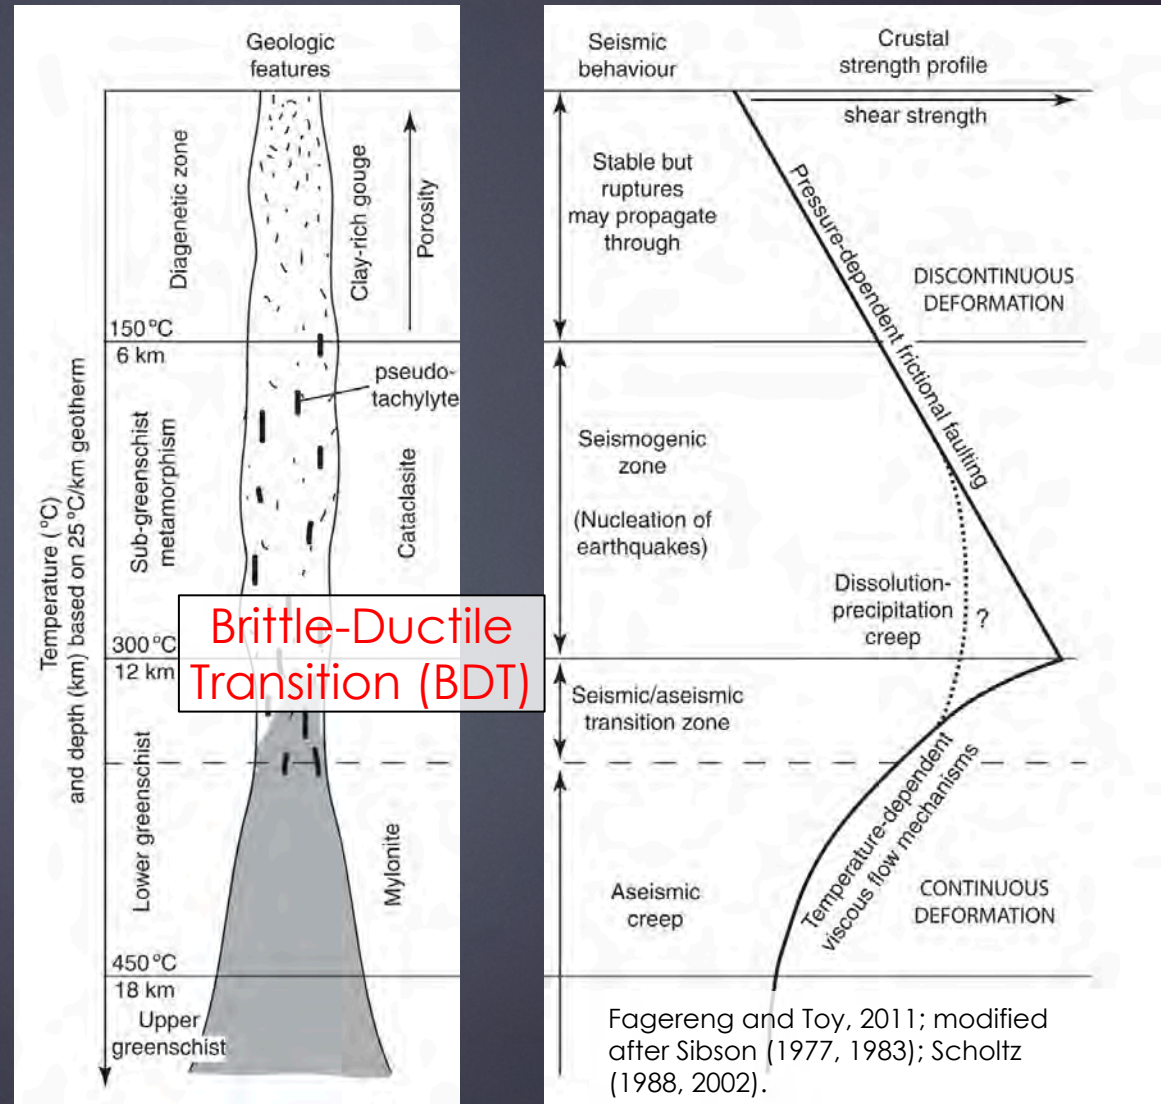 Geologic
features
Seismic
behaviour
Crustal
strength profile
shear strength
Temperature (°C)
and depth (km) based on 25 °C/km geotherm
Diagenetic zone
Clay-rich gouge
Porosity
Stable but
ruptures
may propagate
through
Pressure-dependent frictional faulting
DISCONTINUOUS
DEFORMATION
150 °C
6 km
pseudo-
tachylyte
Sub-greenschist
metamorphism
Cataclasite
Seismogenic
zone
(Nucleation of
earthquakes)
Dissolution-
precipitation
creep
?
Brittle-Ductile
Transition (BDT)
300 °C
12 km
Seismic/aseismic
transition zone
Lower greenschist
Mylonite
Aseismic
creep
Temperature-dependent
viscous flow mechanisms
CONTINUOUS
DEFORMATION
450 °C
18 km
Upper
greenschist
Fagereng and Toy, 2011; modified
after Sibson (1977, 1983); Scholtz
(1988, 2002).